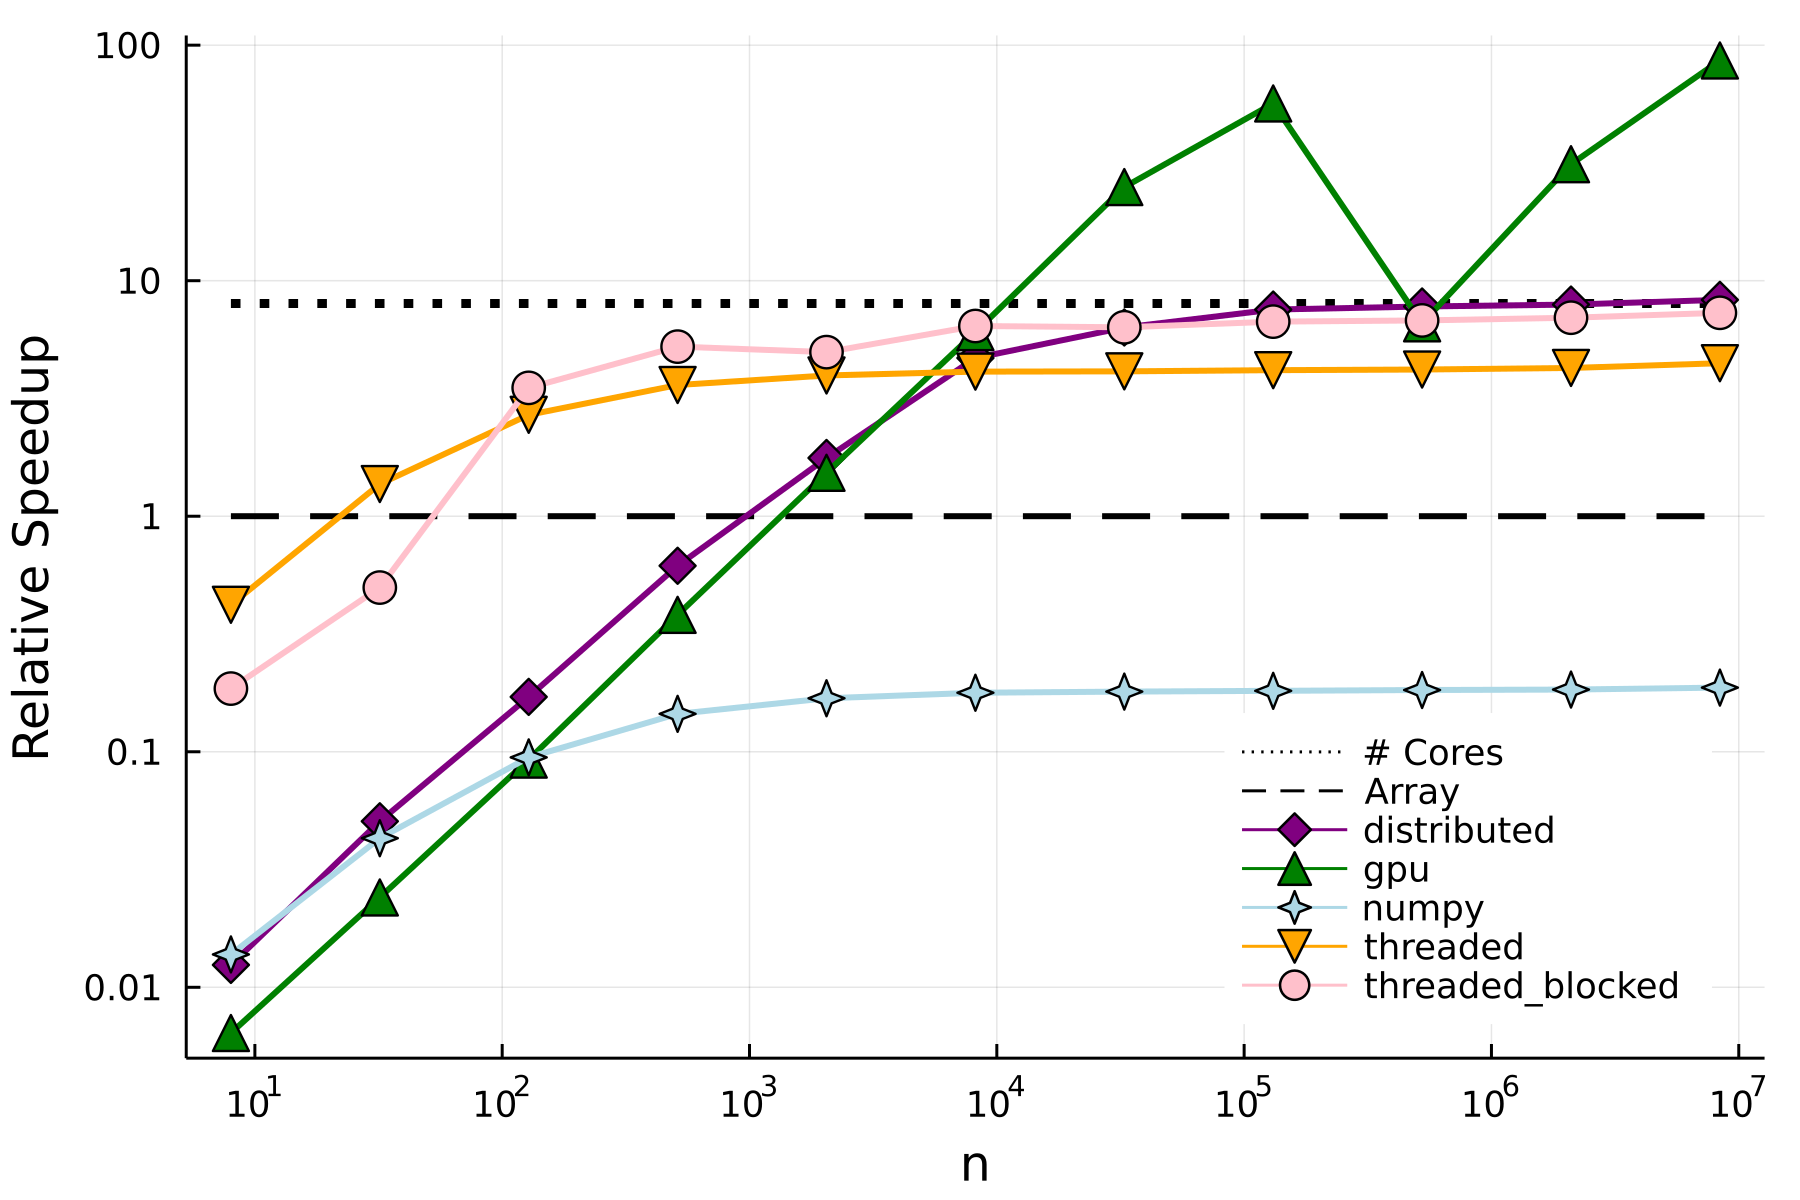 100
10
1
0.1
0.01
Relative Speedup
10^1
10^2
10^3
10^4
10^5
10^6
10^7
n
# Cores
Array
distributed
gpu
numpy
threaded
threaded_blocked